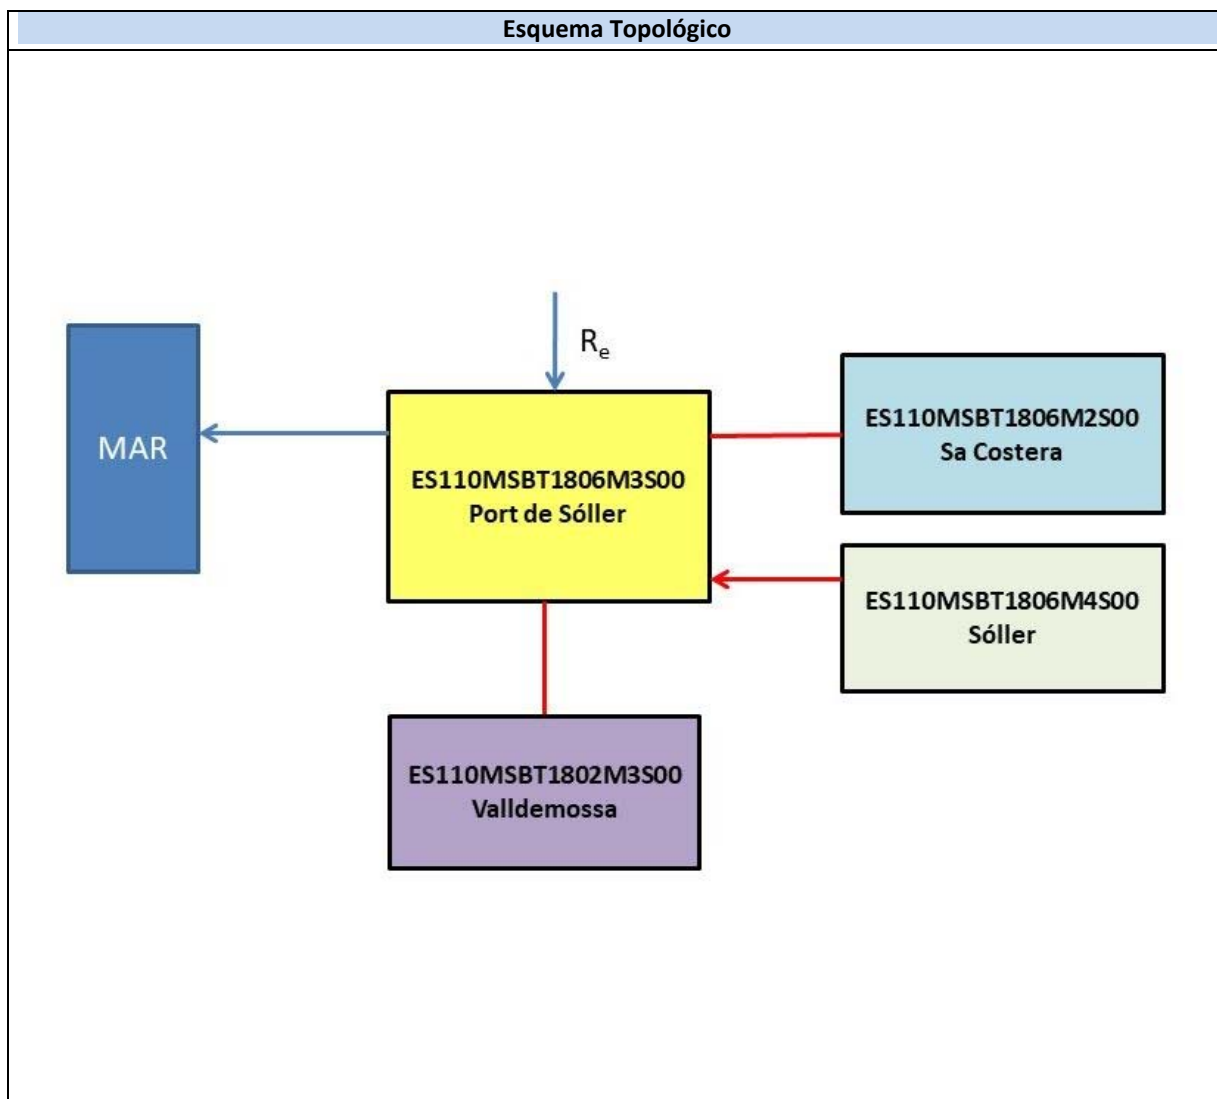 Esquema Topológico
Re
MAR
ES110MSBT1806M3S00
Port de Sóller
ES110MSBT1806M2S00
Sa Costera
ES110MSBT1806M4S00
Sóller
ES110MSBT1802M3S00
Valldemossa